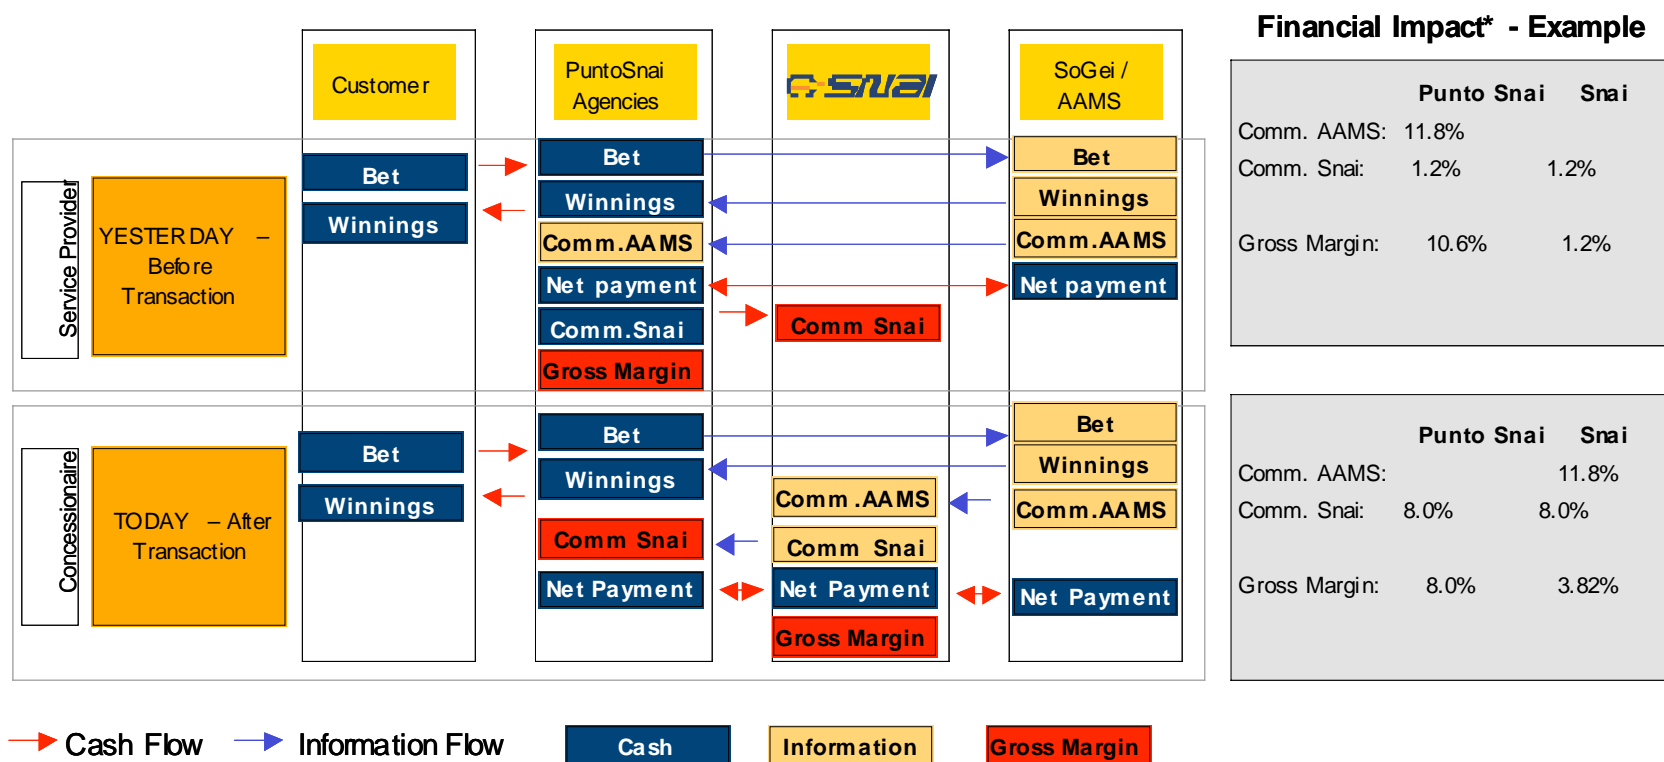 Financial Impact* - Example
Customer
PuntoSnai
Agencies
SNAI
SoGei /
AAMS
Service Provider
YESTERDAY –
Before
Transaction
Bet
Winnings
Bet
Winnings
Comm.AAMS
Net payment
Comm.Snai
Gross Margin
Comm Snai
Bet
Winnings
Comm.AAMS
Net payment
Punto Snai Snai
Comm. AAMS: 11.8%
Comm. Snai: 1.2% 1.2%
Gross Margin: 10.6% 1.2%
Concessionaire
TODAY – After
Transaction
Bet
Winnings
Bet
Winnings
Comm Snai
Net Payment
Comm.AAMS
Comm Snai
Net Payment
Gross Margin
Bet
Winnings
Comm.AAMS
Net Payment
Punto Snai Snai
Comm. AAMS: 11.8%
Comm. Snai: 8.0% 8.0%
Gross Margin: 8.0% 3.82%
Cash Flow
Information Flow
Cash
Information
Gross Margin